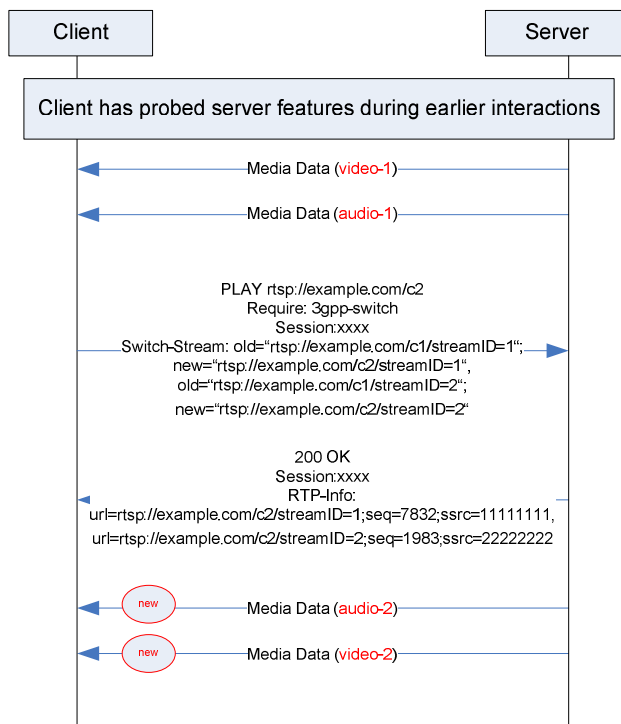 Client
Server
Client has probed server features during earlier interactions
Media Data (video-1)
Media Data (audio-1)
PLAY rtsp://example.com/c2
Require: 3gpp-switch
Session:xxxx
Switch-Stream: old=“rtsp://example.com/c1/streamID=1“;
new=“rtsp://example.com/c2/streamID=1“,
old=“rtsp://example.com/c1/streamID=2“;
new=“rtsp://example.com/c2/streamID=2“
200 OK
Session:xxxx
RTP-Info:
url=rtsp://example.com/c2/streamID=1;seq=7832;ssrc=11111111,
url=rtsp://example.com/c2/streamID=2;seq=1983;ssrc=22222222
new
Media Data (audio-2)
new
Media Data (video-2)